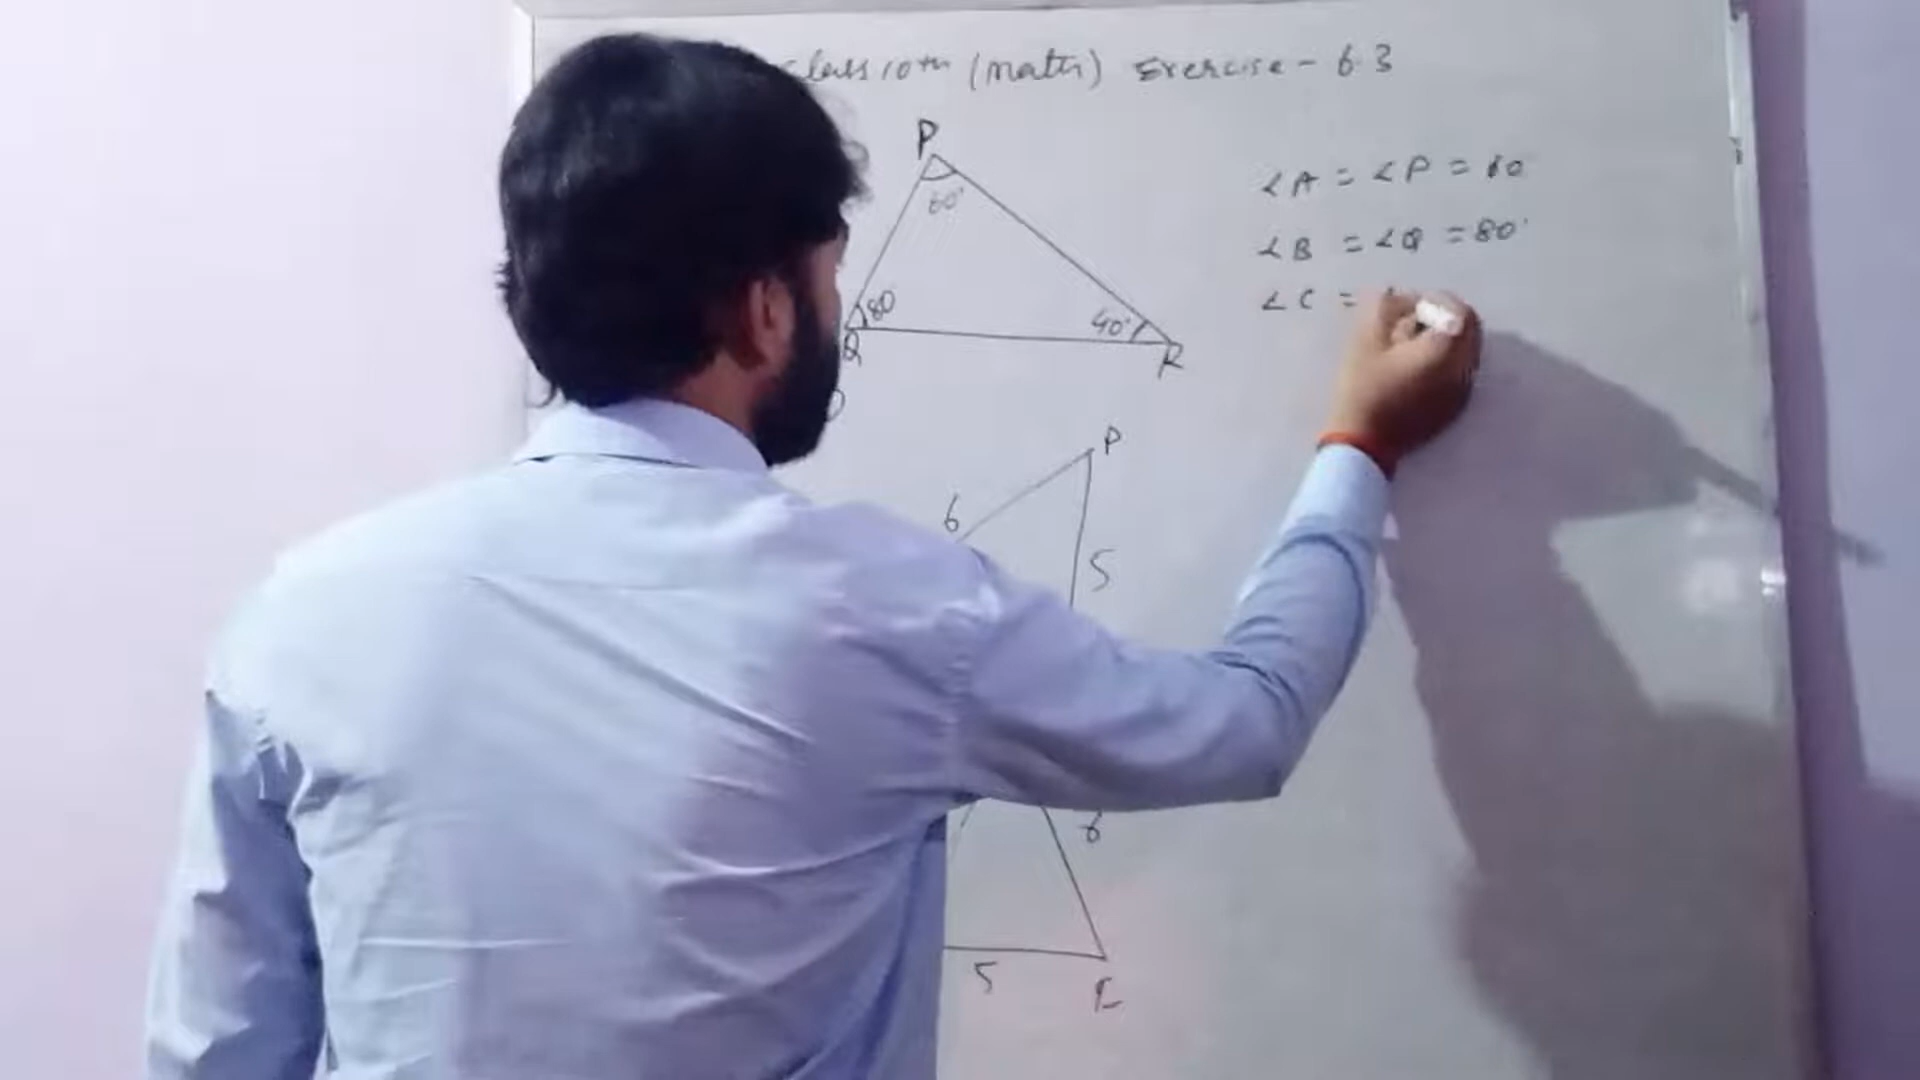 Class 10th (math) Exercise - 6.3
P
60°
80
40°
Q
R
∠A = ∠P = 60
∠B = ∠Q = 80°
∠C =
P
6
5
6
5